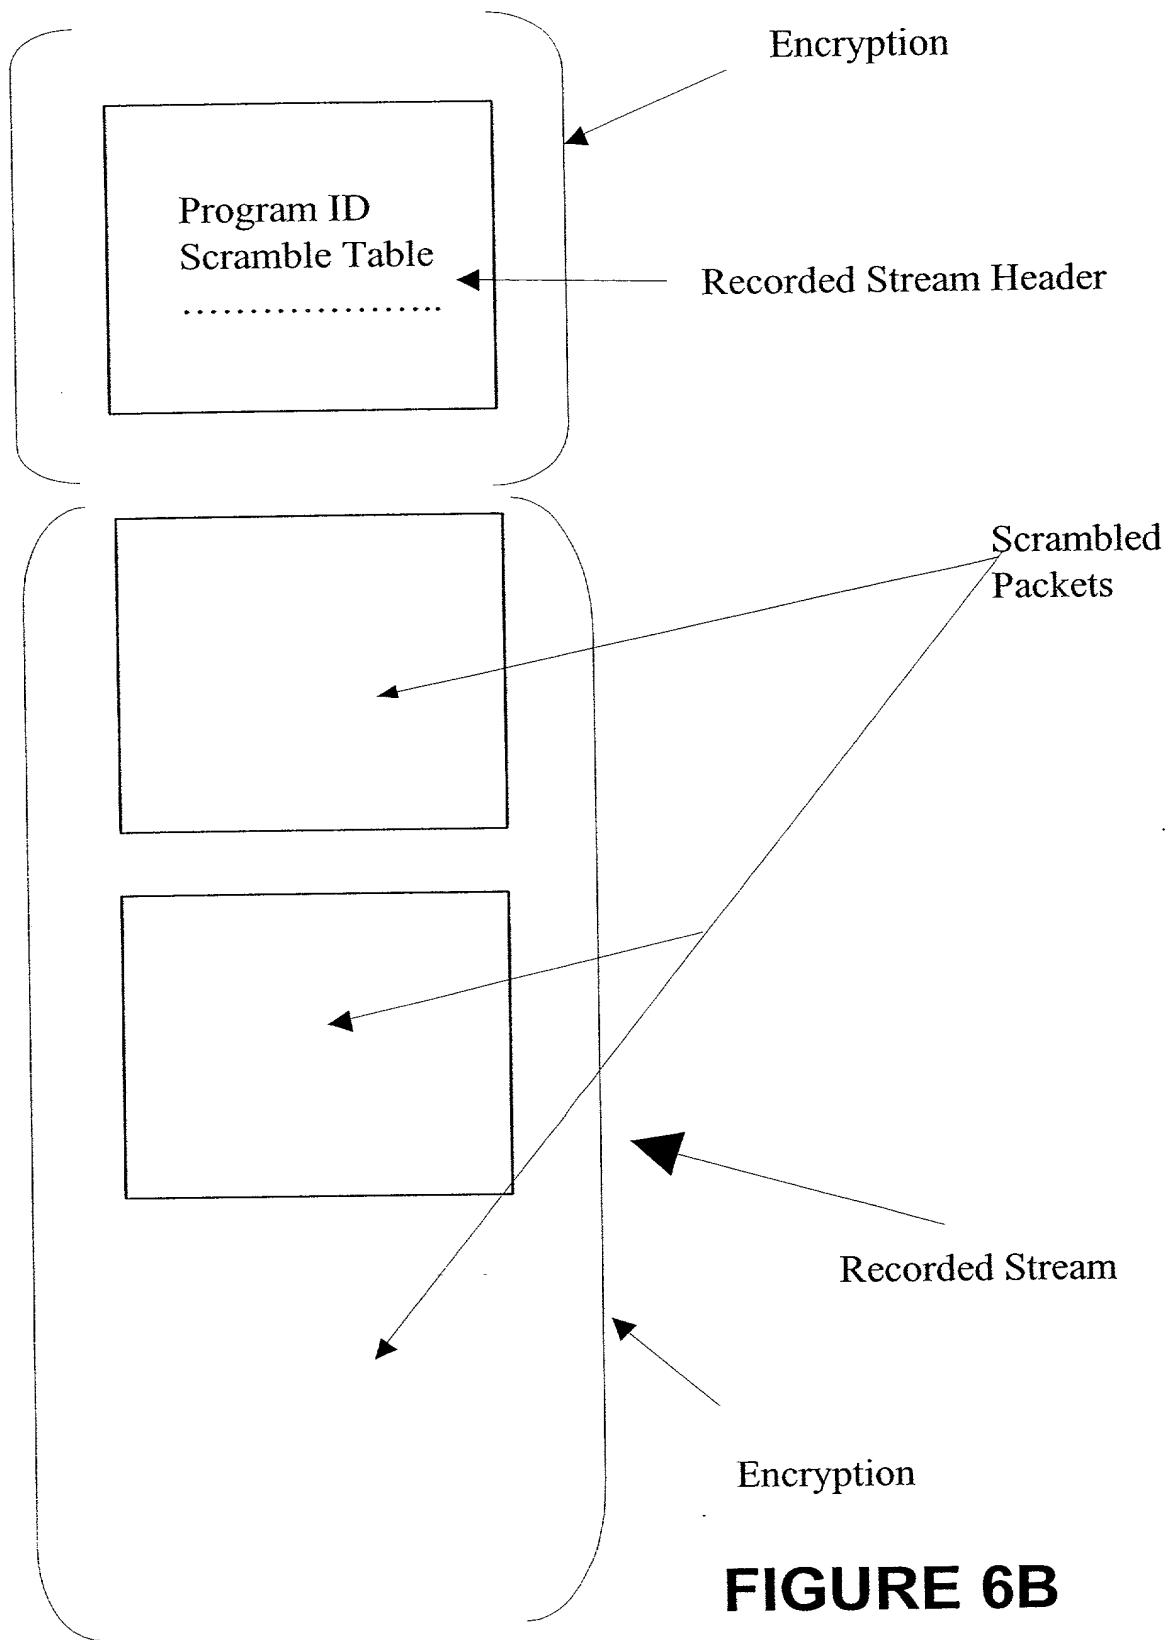 Encryption
Program ID
Scramble Table
....................
Recorded Stream Header
Scrambled
Packets
Recorded Stream
Encryption
FIGURE 6B